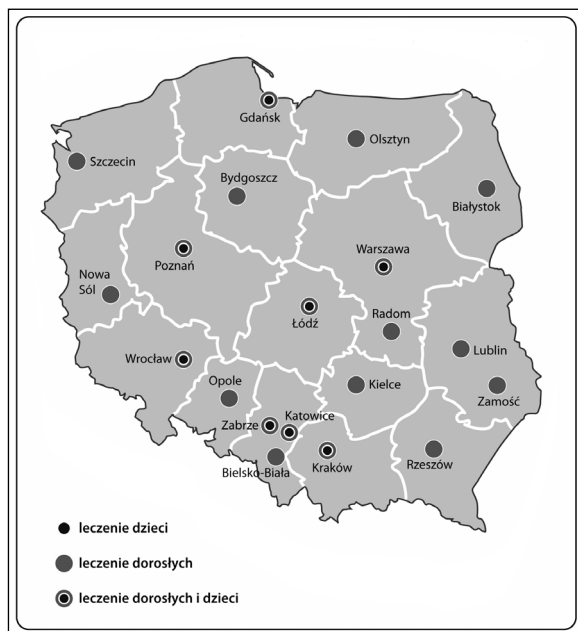 Gdańsk
Olsztyn
Szczecin
Bydgoszcz
Białystok
Poznań
Warszawa
Nowa
Sól
Łódź
Radom
Wrocław
Lublin
Opole
Kielce
Zamość
Zabrze
Katowice
Bielsko-Biała
Kraków
Rzeszów
leczenie dzieci
leczenie dorosłych
leczenie dorosłych i dzieci